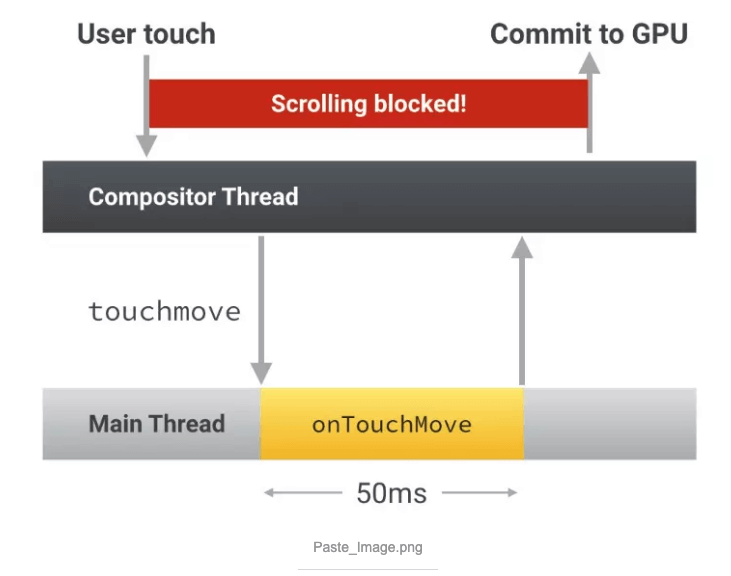 User touch
Commit to GPU
Scrolling blocked!
Compositor Thread
touchmove
Main Thread
onTouchMove
50ms
Paste_Image.png